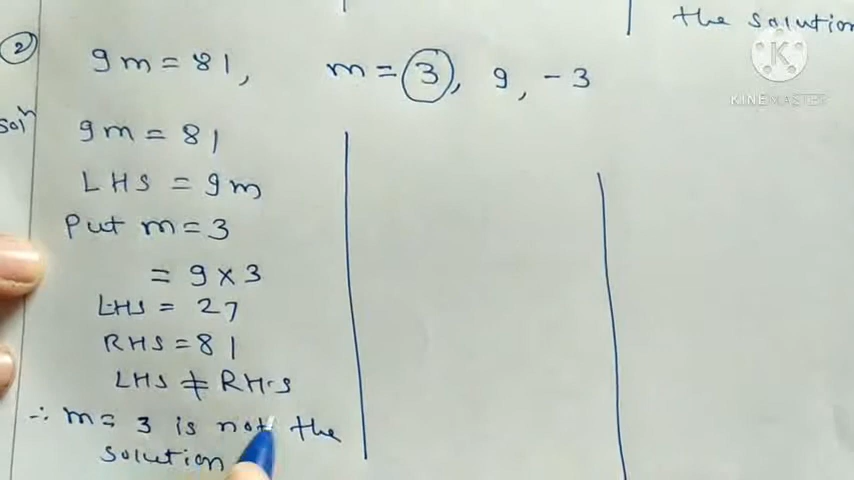 the solution
② 9m = 81, m = 3, 9, -3
Solⁿ 9m = 81
LHS = 9m
Put m = 3
= 9 × 3
LHS = 27
RHS = 81
LHS ≠ RHS
∴ m = 3 is not the
solution
K
KINEMASTER